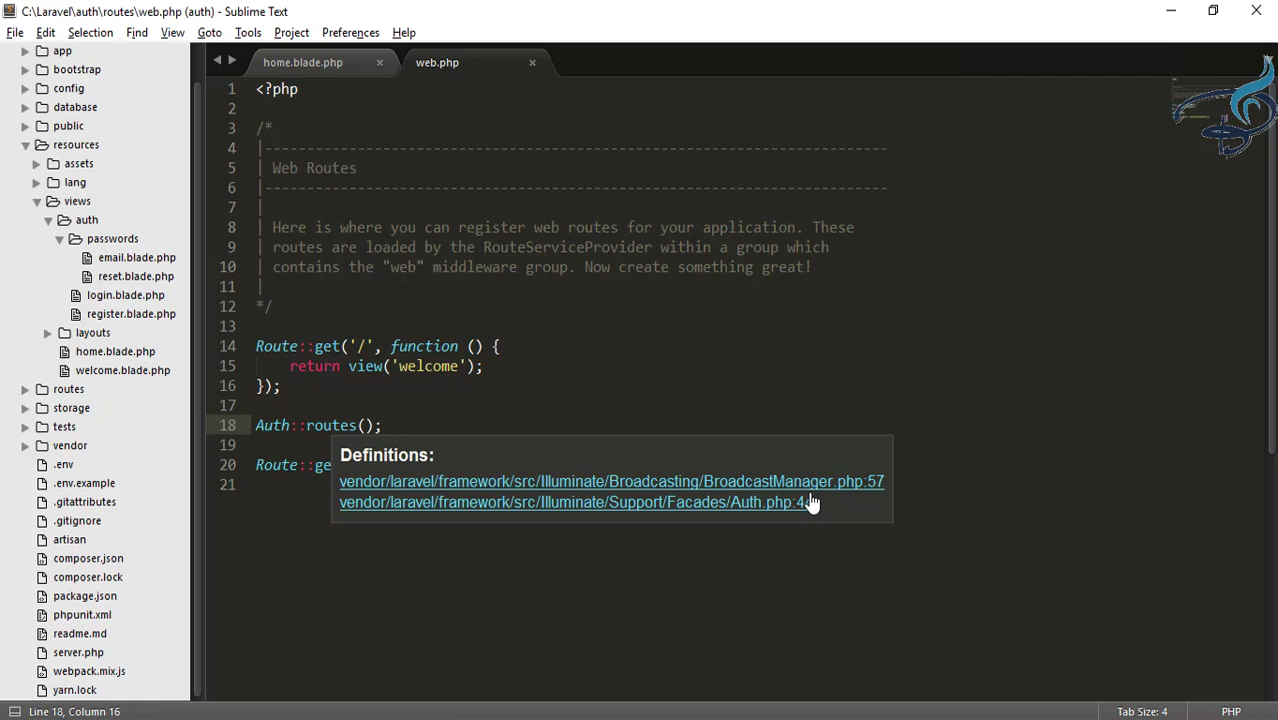 C:\Laravel\auth\routes\web.php (auth) - Sublime Text
File Edit Selection Find View Goto Tools Project Preferences Help
app
bootstrap
config
database
public
resources
assets
lang
views
auth
passwords
email.blade.php
reset.blade.php
login.blade.php
register.blade.php
layouts
home.blade.php
welcome.blade.php
routes
storage
tests
vendor
.env
.env.example
.gitattributes
.gitignore
artisan
composer.json
composer.lock
package.json
phpunit.xml
readme.md
server.php
webpack.mix.js
yarn.lock
home.blade.php × web.php ×
1 <?php
2
3 /*
4 |--------------------------------------------------------------------------
5 | Web Routes
6 |--------------------------------------------------------------------------
7 |
8 | Here is where you can register web routes for your application. These
9 | routes are loaded by the RouteServiceProvider within a group which
10 | contains the "web" middleware group. Now create something great!
11 |
12 */
13
14 Route::get('/', function () {
15 return view('welcome');
16 });
17
18 Auth::routes();
19
20 Route::ge
21
Definitions:
vendor/laravel/framework/src/Illuminate/Broadcasting/BroadcastManager.php:57
vendor/laravel/framework/src/Illuminate/Support/Facades/Auth.php:4
Line 18, Column 16
Tab Size: 4 PHP